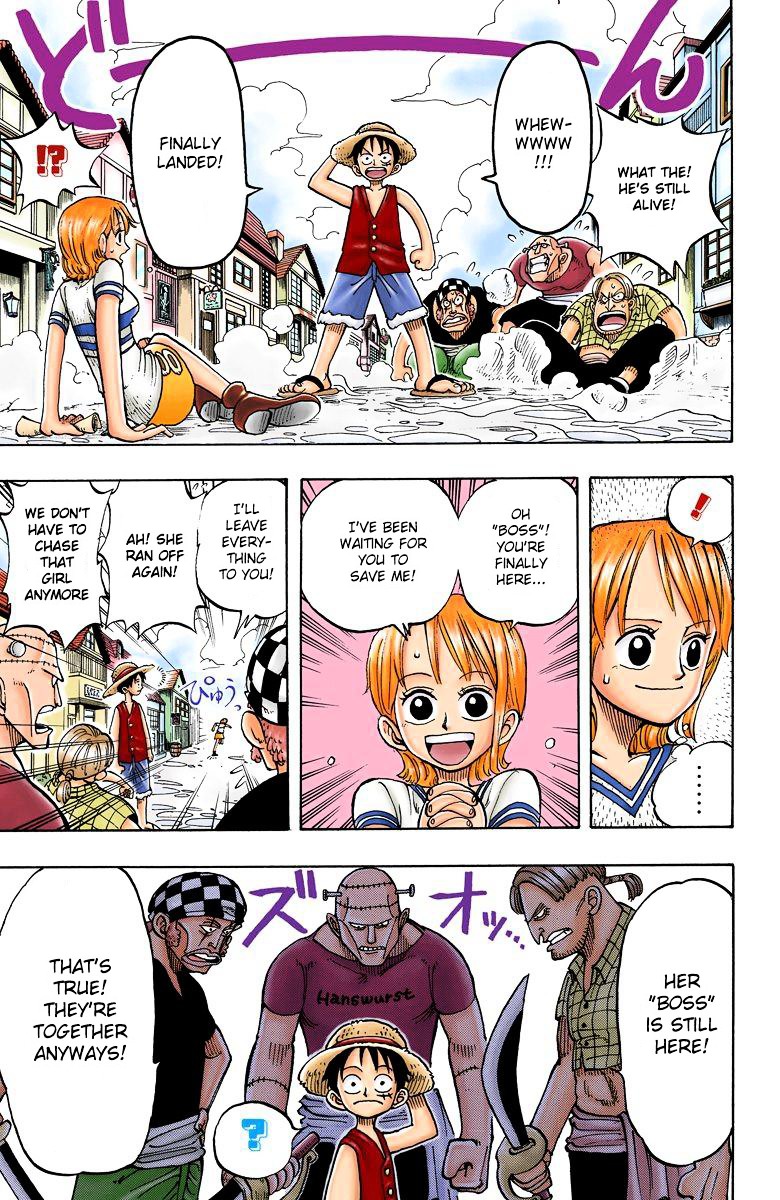 どーん
WHAT THE!
HE'S STILL
ALIVE!
WHEW-
WWWW
!!!
FINALLY
LANDED!
!?
!
........
OH
"BOSS"!
YOU'RE
FINALLY
HERE...
I'VE BEEN
WAITING FOR
YOU TO
SAVE ME!
I'LL
LEAVE
EVERY-
THING
TO YOU!
AH! SHE
RAN OFF
AGAIN!
WE DON'T
HAVE TO
CHASE
THAT
GIRL
ANYMORE
ぴゅうっ
ズオッ...
HER
"BOSS"
IS STILL
HERE!
Hanswurst
?
THAT'S
TRUE!
THEY'RE
TOGETHER
ANYWAYS!